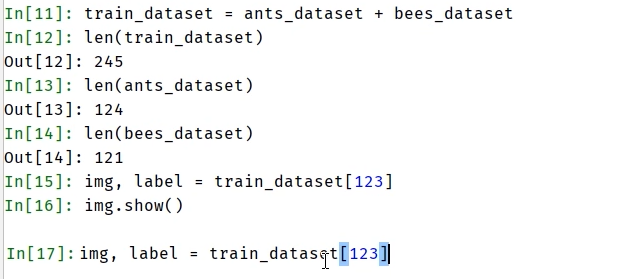 In[11]: train_dataset = ants_dataset + bees_dataset
In[12]: len(train_dataset)
Out[12]: 245
In[13]: len(ants_dataset)
Out[13]: 124
In[14]: len(bees_dataset)
Out[14]: 121
In[15]: img, label = train_dataset[123]
In[16]: img.show()
In[17]: img, label = train_dataset[123]